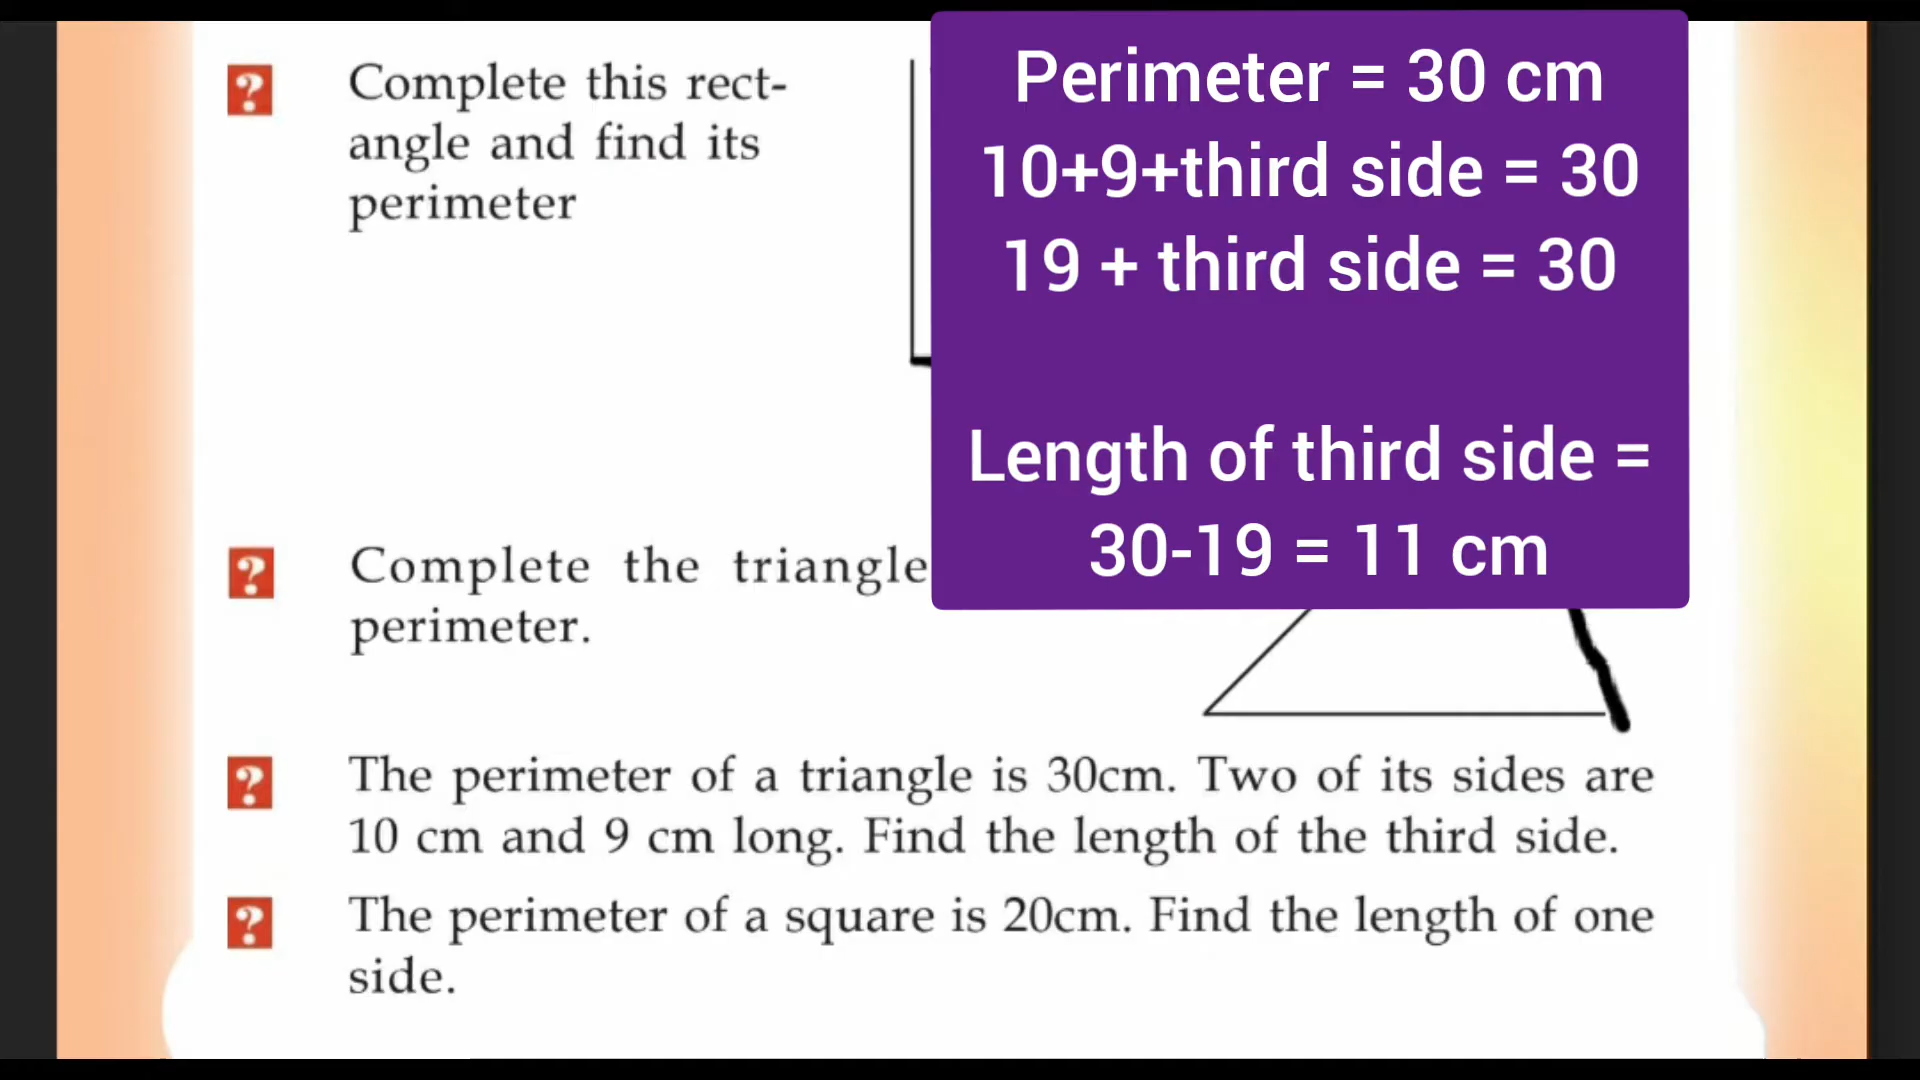 Complete this rect-
angle and find its
perimeter
Perimeter = 30 cm
10+9+third side = 30
19 + third side = 30
Length of third side =
30-19 = 11 cm
? Complete the triangle
perimeter.
? The perimeter of a triangle is 30cm. Two of its sides are
10 cm and 9 cm long. Find the length of the third side.
? The perimeter of a square is 20cm. Find the length of one
side.